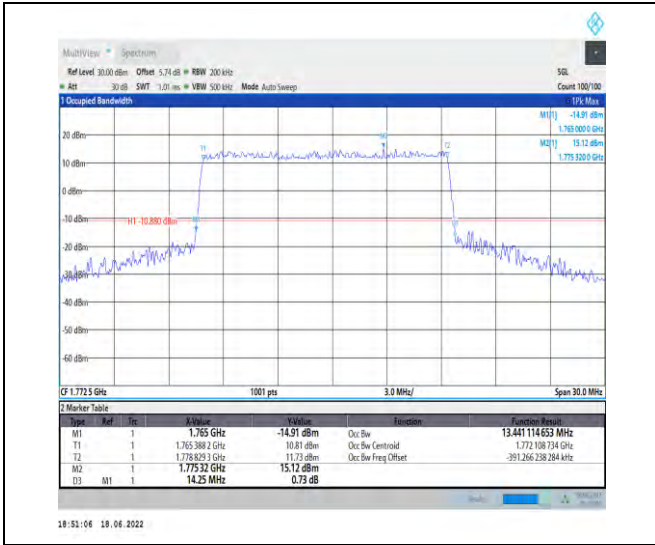 MultiView Spectrum
Ref Level 30.00 dBm Offset 5.74 dB RBW 200 kHz SGL
Att 30 dB SWT 1.01 ms VBW 500 kHz Mode Auto Sweep Count 100/100
1 Occupied Bandwidth 1Pk Max
M1[1] -14.91 dBm
1.765 000 0 GHz
M2[1] 15.12 dBm
1.775 320 0 GHz
20 dBm
T1 T2
10 dBm
0 dBm
-10 dBm
H1 -10.880 dBm
-20 dBm
-30 dBm
-40 dBm
-50 dBm
-60 dBm
CF 1.772 5 GHz 1001 pts 3.0 MHz/ Span 30.0 MHz
2 Marker Table
Type Ref Trc X-Value Y-Value Function Function Result
M1 1 1.765 GHz -14.91 dBm Occ Bw 13.441 114 653 MHz
T1 1 1.765 388 2 GHz 10.81 dBm Occ Bw Centroid 1.772 108 734 GHz
T2 1 1.778 829 3 GHz 11.73 dBm Occ Bw Freq Offset -391.266 238 284 kHz
M2 1 1.775 32 GHz 15.12 dBm
D3 M1 1 14.25 MHz 0.73 dB
18:51:06 18.06.2022